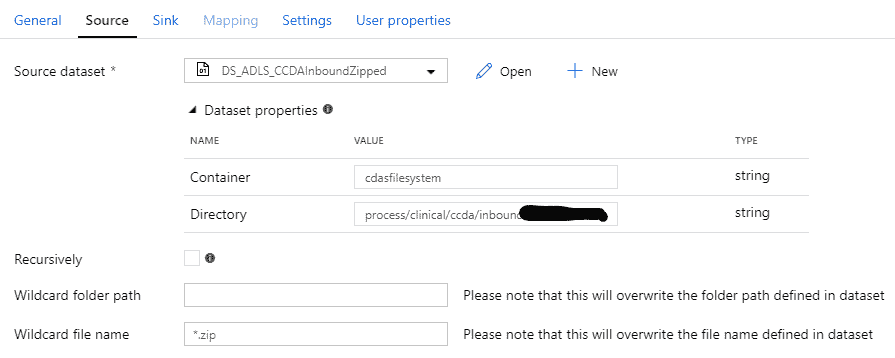 General Source Sink Mapping Settings User properties
Source dataset * DS_ADLS_CCDAInboundZipped Open New
Dataset properties
NAME VALUE TYPE
Container cdasfilesystem string
Directory process/clinical/ccda/inbound string
Recursively
Wildcard folder path Please note that this will overwrite the folder path defined in dataset
Wildcard file name *.zip Please note that this will overwrite the file name defined in dataset